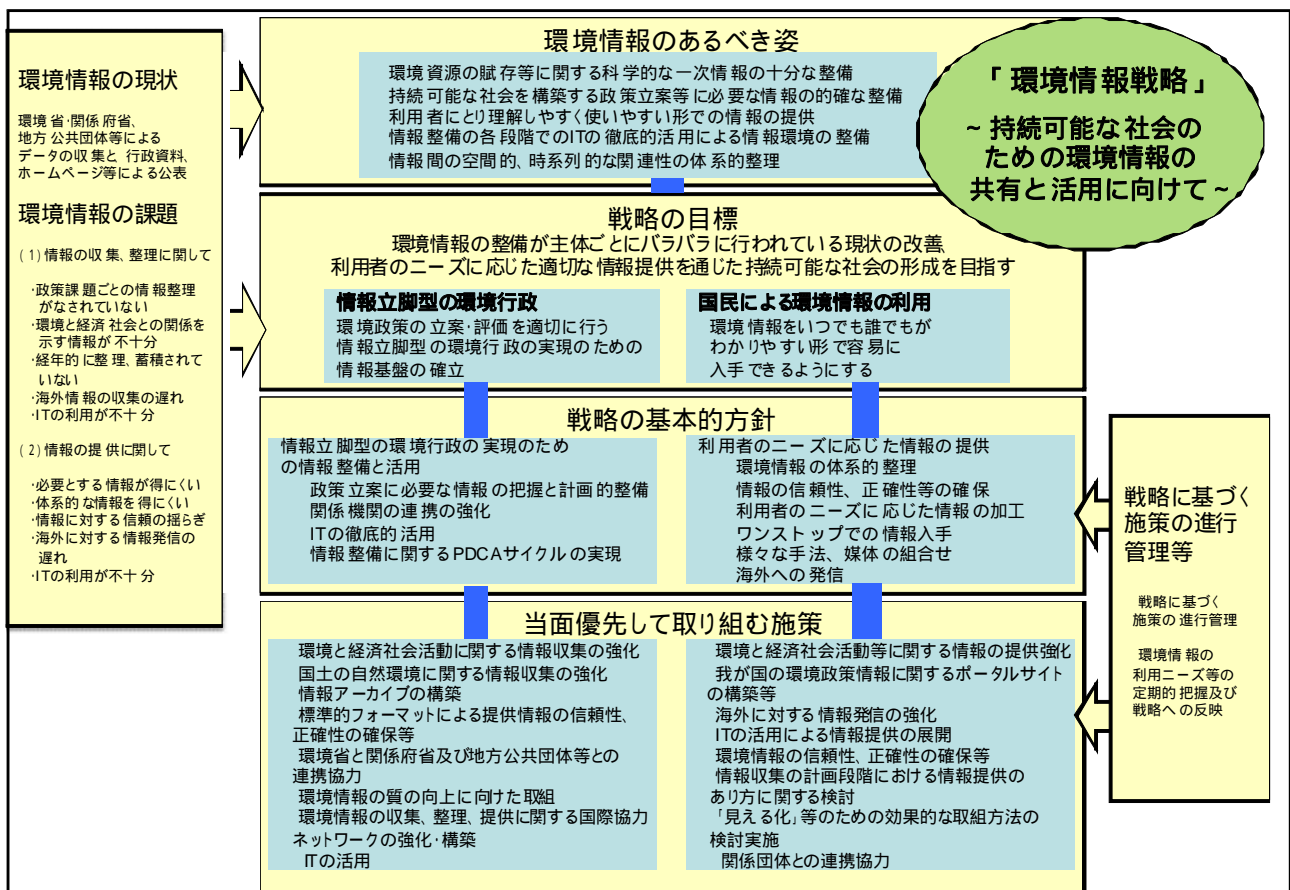 環境情報の現状
環境省・関係府省、
地方公共団体等による
データの収集と 行政資料、
ホームページ等による公表
環境情報の課題
(1)情報の収集、整理に関して
・政策課題ごとの情報整理
がなされていない
・環境と経済社会との関係を
示す情報が不十分
・経年的に整理、蓄積されて
いない
・海外情報の収集の遅れ
・ITの利用が不十分
(2)情報の提供に関して
・必要とする情報が得にくい
・体系的な情報を得にくい
・情報に対する信頼の揺らぎ
・海外に対する情報発信の
遅れ
・ITの利用が不十分
環境情報のあるべき姿
環境資源の賦存等に関する科学的な一次情報の十分な整備
持続可能な社会を構築する政策立案等に必要な情報の的確な整備
利用者にとり理解しやすく使いやすい形での情報の提供
情報整備の各段階でのITの徹底的活用による情報環境の整備
情報間の空間的、時系列的な関連性の体系的整理
「環境情報戦略」
~持続可能な社会の
ための環境情報の
共有と活用に向けて~
戦略の目標
環境情報の整備が主体ごとにバラバラに行われている現状の改善、
利用者のニーズに応じた適切な情報提供を通じた持続可能な社会の形成を目指す
情報立脚型の環境行政
環境政策の立案・評価を適切に行う
情報立脚型の環境行政の実現のための
情報基盤の確立
国民による環境情報の利用
環境情報をいつでも誰でもが
わかりやすい形で容易に
入手できるようにする
戦略の基本的方針
情報立脚型の環境行政の実現のため
の情報整備と活用
政策立案に必要な情報の把握と計画的整備
関係機関の連携の強化
ITの徹底的活用
情報整備に関するPDCAサイクルの実現
利用者のニーズに応じた情報の提供
環境情報の体系的整理
情報の信頼性、正確性等の確保
利用者のニーズに応じた情報の加工
ワンストップでの情報入手
様々な手法、媒体の組合せ
海外への発信
当面優先して取り組む施策
環境と経済社会活動に関する情報収集の強化
国土の自然環境に関する情報収集の強化
情報アーカイブの構築
標準的フォーマットによる提供情報の信頼性、
正確性の確保等
環境省と関係府省及び地方公共団体等との
連携協力
環境情報の質の向上に向けた取組
環境情報の収集、整理、提供に関する国際協力
ネットワークの強化・構築
ITの活用
環境と経済社会活動等に関する情報の提供強化
我が国の環境政策情報に関するポータルサイト
の構築等
海外に対する情報発信の強化
ITの活用による情報提供の展開
環境情報の信頼性、正確性の確保等
情報収集の計画段階における情報提供の
あり方に関する検討
「見える化」等のための効果的な取組方法の
検討実施
関係団体との連携協力
戦略に基づく
施策の進行
管理等
戦略に基づく
施策の進行管理
環境情報の
利用ニーズ等の
定期的把握及び
戦略への反映